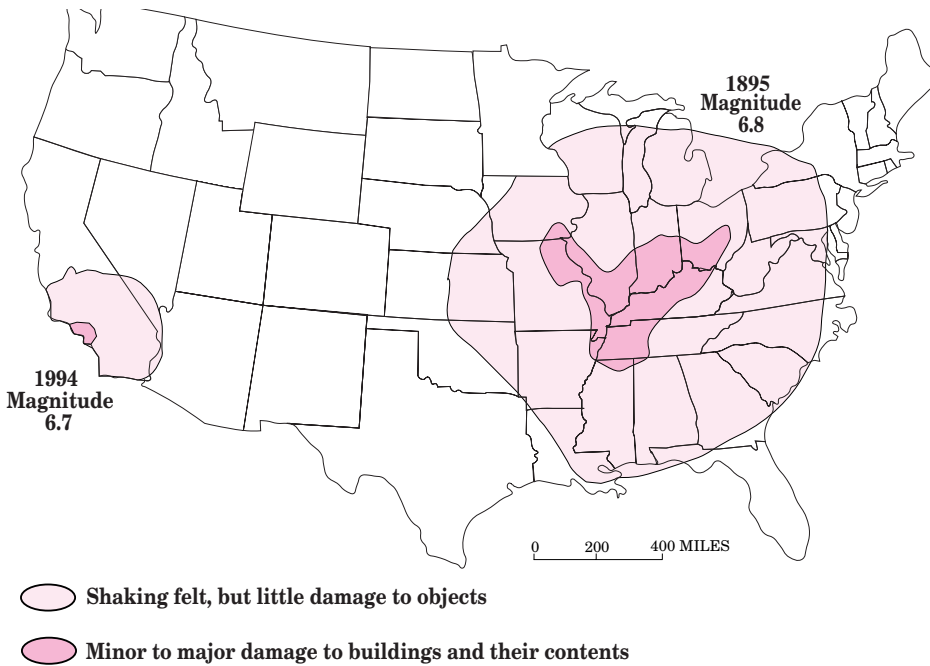 1895
Magnitude
6.8
1994
Magnitude
6.7
0 200 400 MILES
Shaking felt, but little damage to objects
Minor to major damage to buildings and their contents